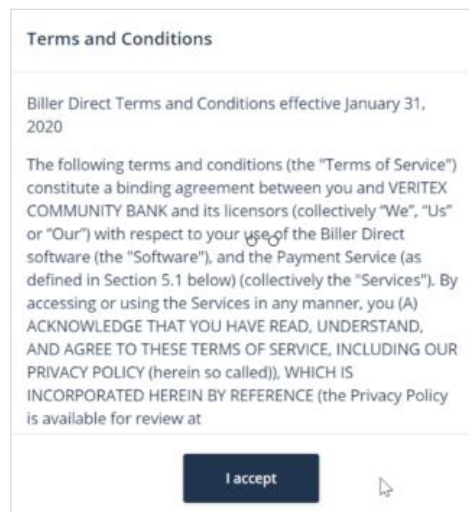 Terms and Conditions
Biller Direct Terms and Conditions effective January 31,
2020
The following terms and conditions (the "Terms of Service")
constitute a binding agreement between you and VERITEX
COMMUNITY BANK and its licensors (collectively “We”, “Us”
or “Our”) with respect to your use of the Biller Direct
software (the "Software"), and the Payment Service (as
defined in Section 5.1 below) (collectively the "Services"). By
accessing or using the Services in any manner, you (A)
ACKNOWLEDGE THAT YOU HAVE READ, UNDERSTAND,
AND AGREE TO THESE TERMS OF SERVICE, INCLUDING OUR
PRIVACY POLICY (herein so called)), WHICH IS
INCORPORATED HEREIN BY REFERENCE (the Privacy Policy
is available for review at
I accept